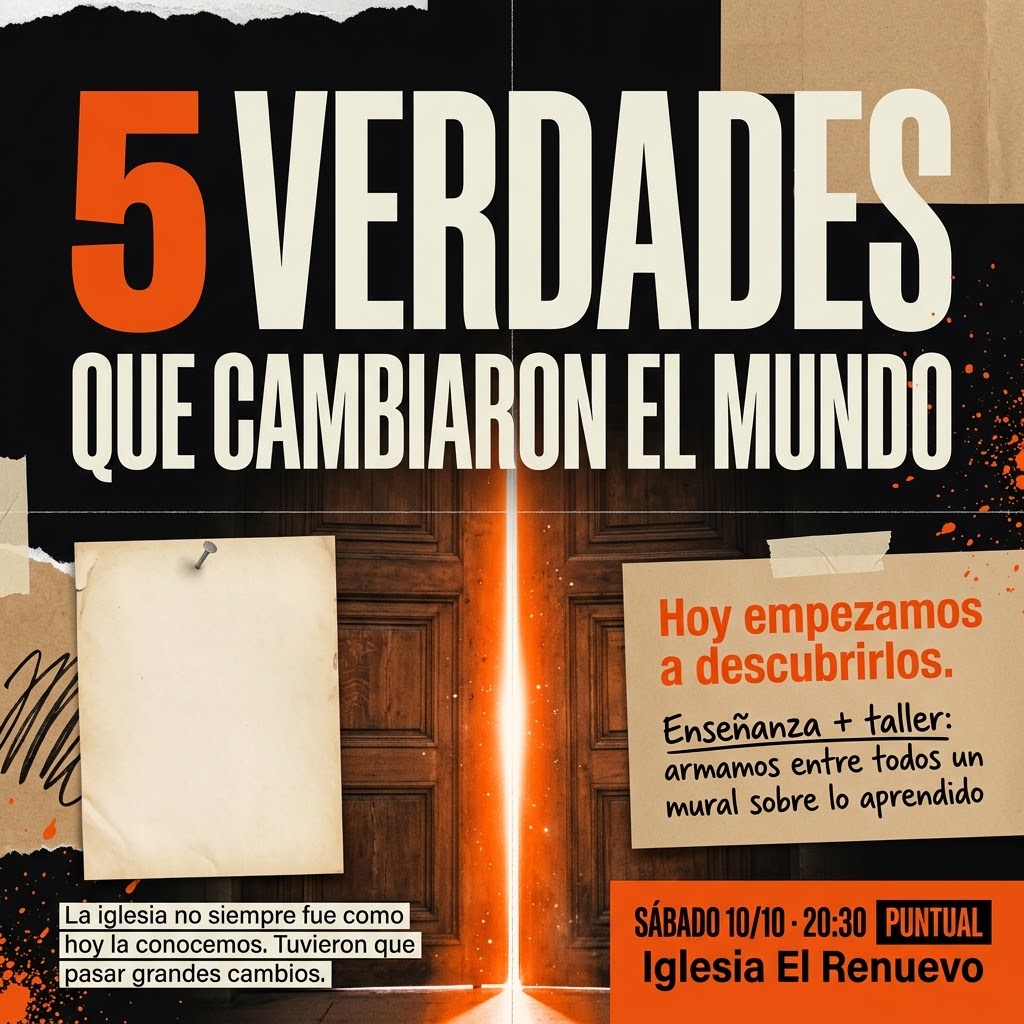 5 VERDADES
QUE CAMBIARON EL MUNDO
Hoy empezamos
a descubrirlos.
Enseñanza + taller:
armamos entre todos un
mural sobre lo aprendido
La iglesia no siempre fue como
hoy la conocemos. Tuvieron que
pasar grandes cambios.
SÁBADO 10/10 · 20:30 PUNTUAL
Iglesia El Renuevo